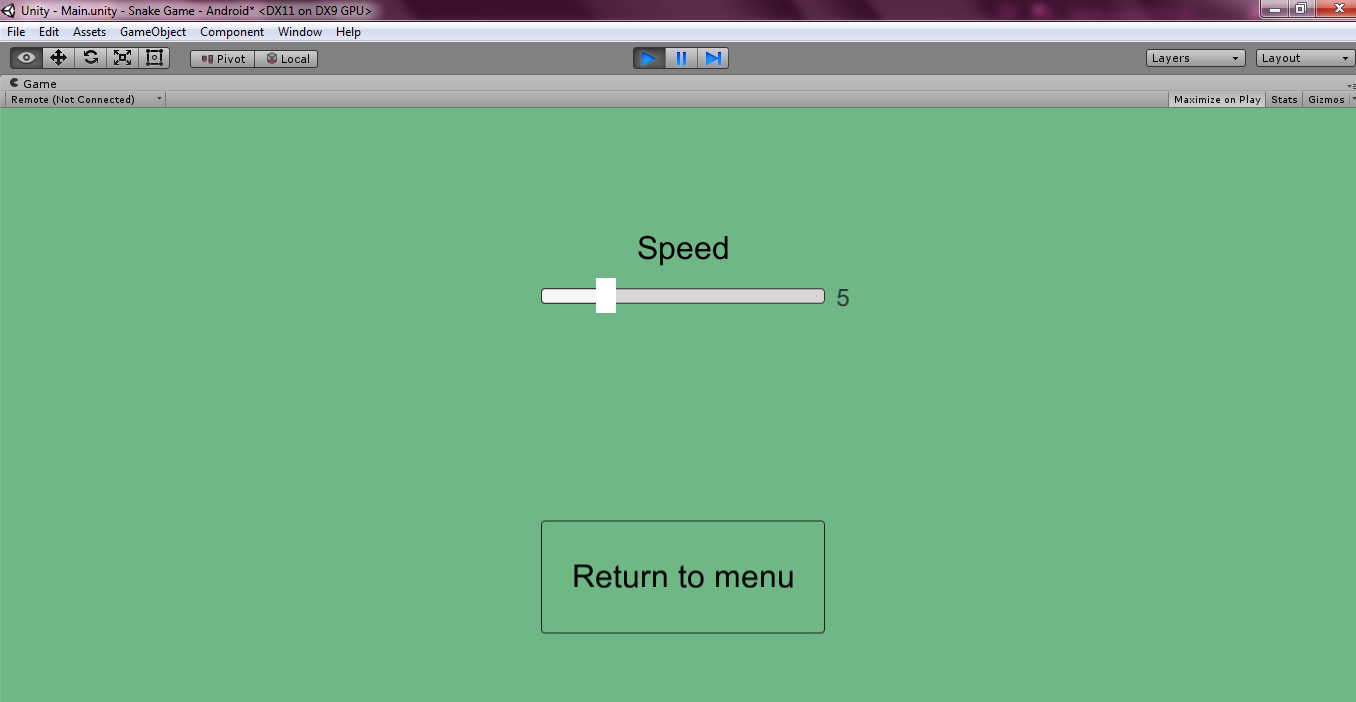 Unity - Main.unity - Snake Game - Android* <DX11 on DX9 GPU>
File Edit Assets GameObject Component Window Help
Pivot Local Layers Layout
Game
Remote (Not Connected) Maximize on Play Stats Gizmos
Speed
5
Return to menu